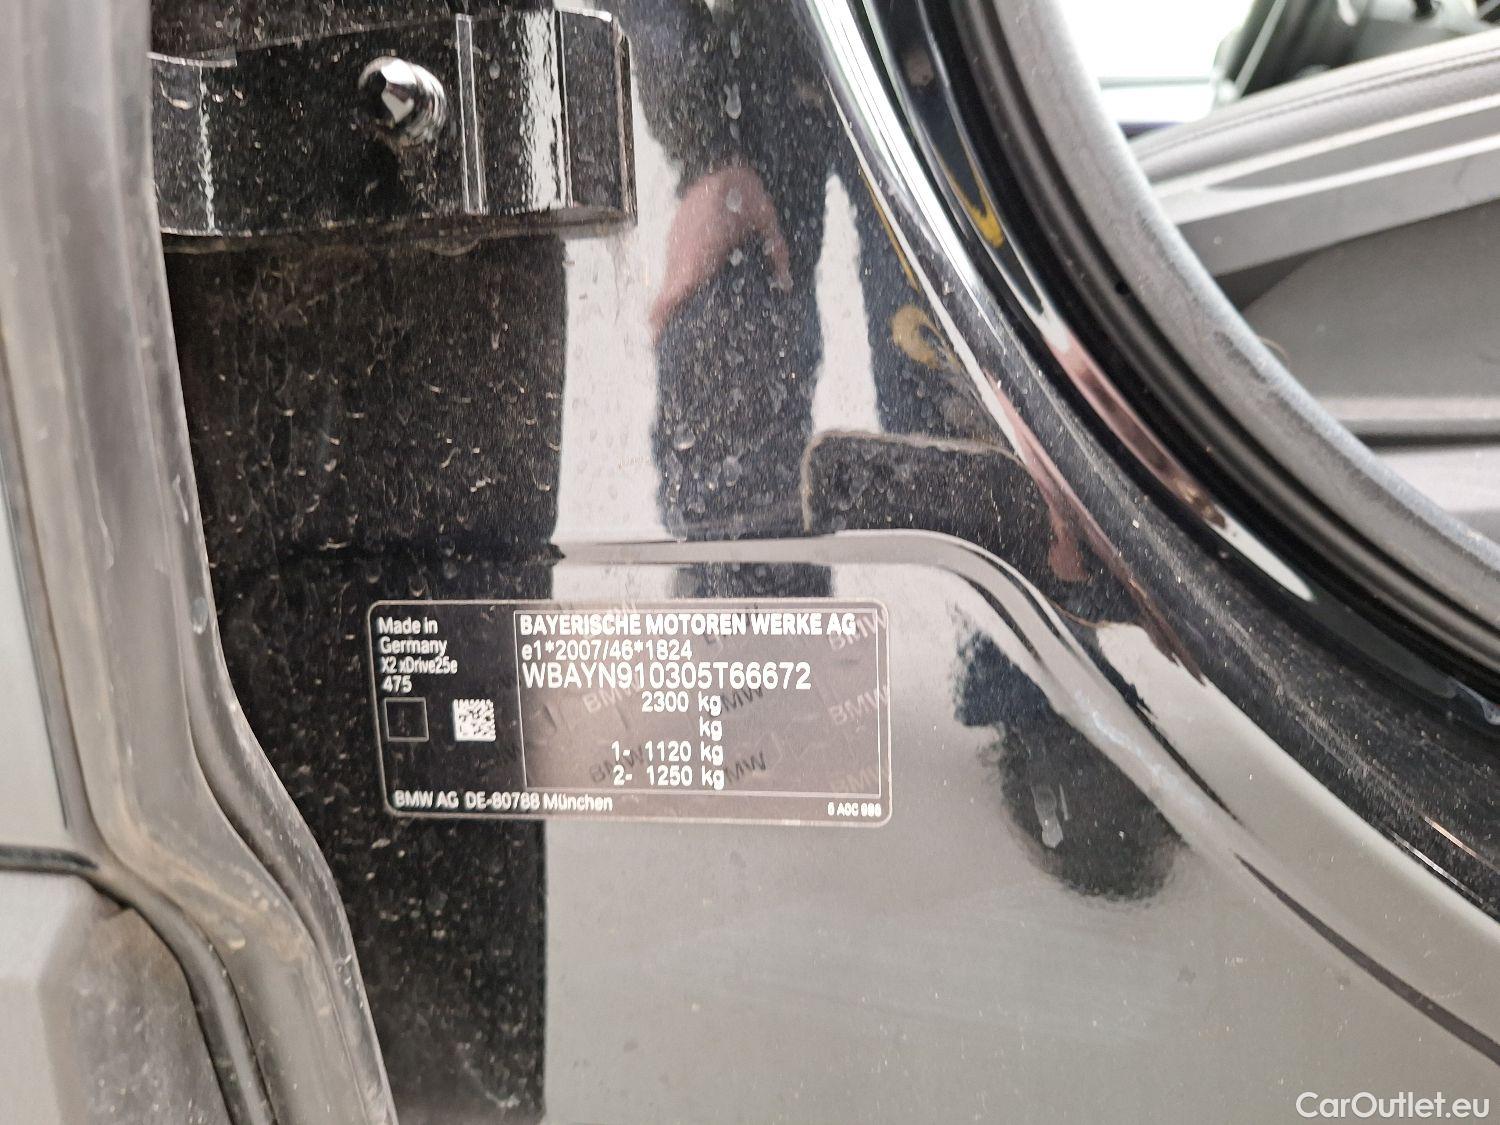 Made in
Germany
X2 xDrive25e
475
BAYERISCHE MOTOREN WERKE AG
e1*2007/46*1824
WBAYN910305T66672
2300 kg
kg
1- 1120 kg
2- 1250 kg
BMW AG DE-80788 München
CarOutlet.eu